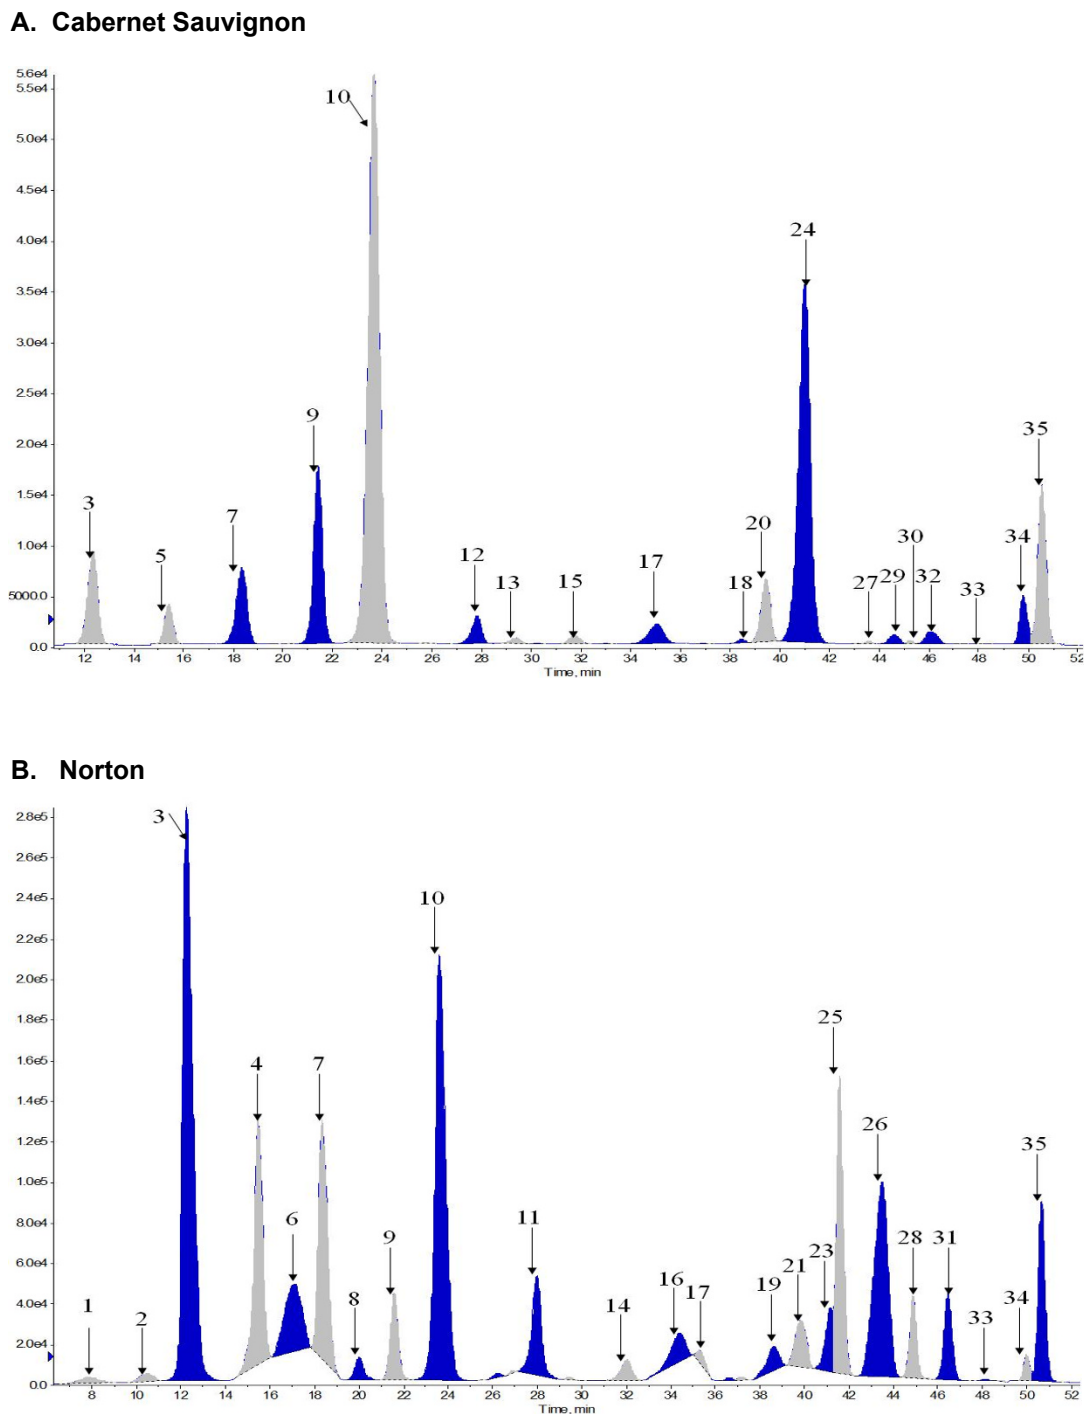 A. Cabernet Sauvignon
5.6e4
5.5e4
5.0e4
4.5e4
4.0e4
3.5e4
3.0e4
2.5e4
2.0e4
1.5e4
1.0e4
5000.0
0.0
3 5 7 9 10 12 13 15 17 18 20 24 27 29 30 32 33 34 35
12 14 16 18 20 22 24 26 28 30 32 34 36 38 40 42 44 46 48 50 52
Time, min
B. Norton
2.8e5
2.6e5
2.4e5
2.2e5
2.0e5
1.8e5
1.6e5
1.4e5
1.2e5
1.0e5
8.0e4
6.0e4
4.0e4
2.0e4
0.0
1 2 3 4 6 7 8 9 10 11 14 16 17 19 21 23 25 26 28 31 33 34 35
8 10 12 14 16 18 20 22 24 26 28 30 32 34 36 38 40 42 44 46 48 50 52
Time, min